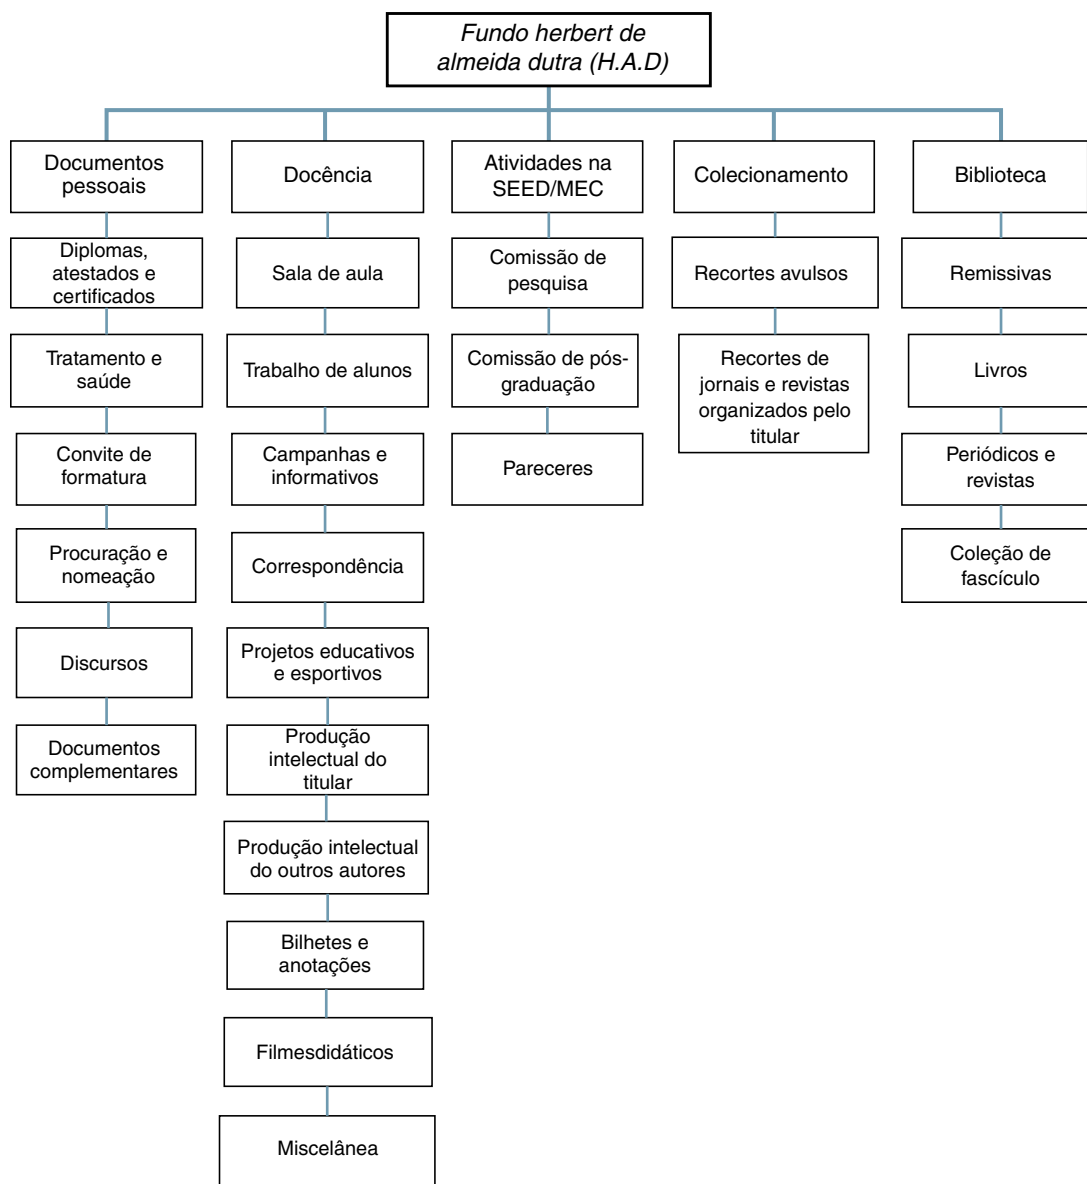 Fundo herbert de
almeida dutra (H.A.D)
Documentos
pessoais
Diplomas,
atestados e
certificados
Tratamento e
saúde
Convite de
formatura
Procuração e
nomeação
Discursos
Documentos
complementares
Docência
Sala de aula
Trabalho de alunos
Campanhas e
informativos
Correspondência
Projetos educativos
e esportivos
Produção
intelectual do
titular
Produção intelectual
do outros autores
Bilhetes e
anotações
Filmesdidáticos
Miscelânea
Atividades na
SEED/MEC
Comissão de
pesquisa
Comissão de pós-
graduação
Pareceres
Colecionamento
Recortes avulsos
Recortes de
jornais e revistas
organizados pelo
titular
Biblioteca
Remissivas
Livros
Periódicos e
revistas
Coleção de
fascículo